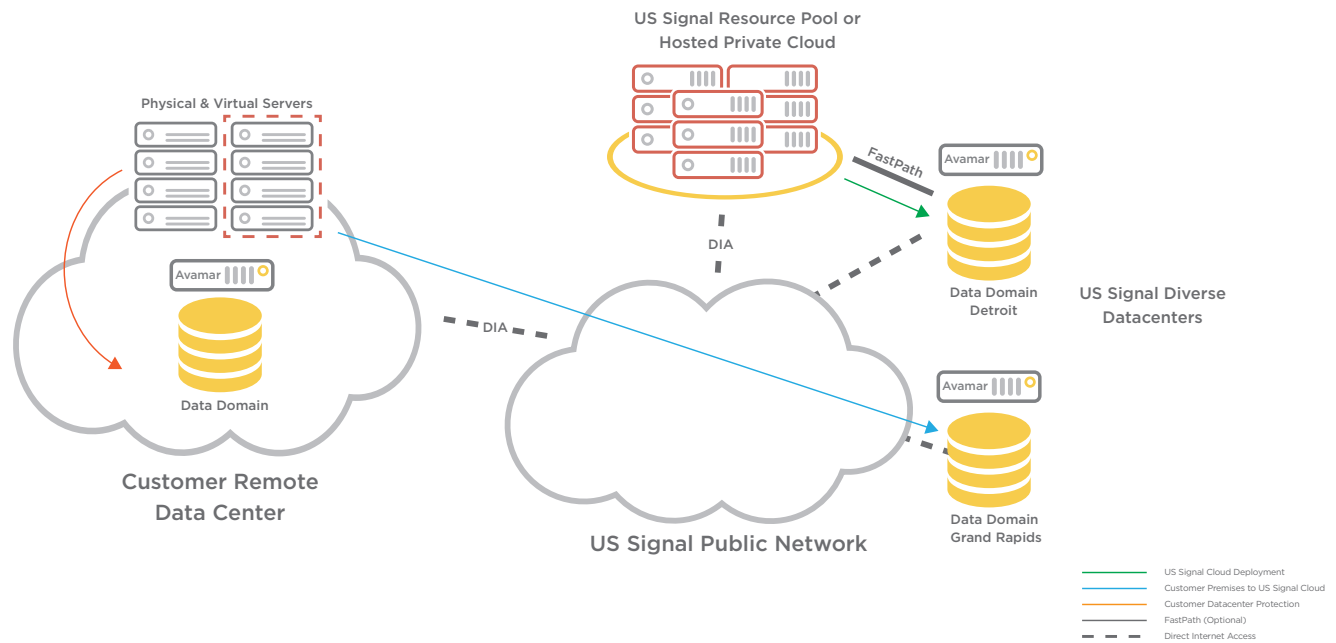 US Signal Resource Pool or
Hosted Private Cloud
Physical & Virtual Servers
FastPath
Avamar
DIA
Avamar
Data Domain
Detroit
US Signal Diverse
Datacenters
DIA
Data Domain
Avamar
Customer Remote
Data Center
US Signal Public Network
Data Domain
Grand Rapids
US Signal Cloud Deployment
Customer Premises to US Signal Cloud
Customer Datacenter Protection
FastPath (Optional)
Direct Internet Access